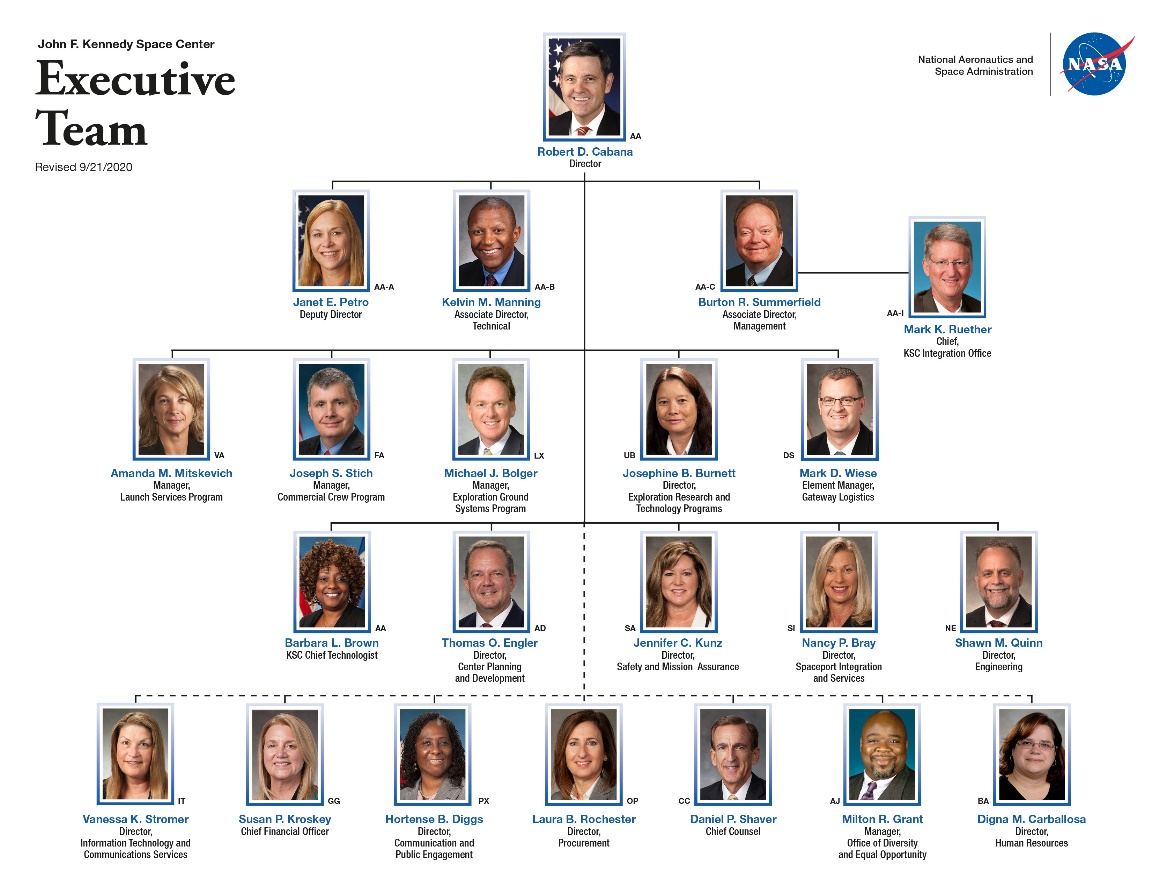 John F. Kennedy Space Center
Executive
Team
Revised 9/21/2020
National Aeronautics and
Space Administration
NASA
AA
Robert D. Cabana
Director
AA-A
Janet E. Petro
Deputy Director
AA-B
Kelvin M. Manning
Associate Director,
Technical
AA-C
Burton R. Summerfield
Associate Director,
Management
AA-I
Mark K. Ruether
Chief,
KSC Integration Office
VA
Amanda M. Mitskevich
Manager,
Launch Services Program
FA
Joseph S. Stich
Manager,
Commercial Crew Program
LX
Michael J. Bolger
Manager,
Exploration Ground
Systems Program
UB
Josephine B. Burnett
Director,
Exploration Research and
Technology Programs
DS
Mark D. Wiese
Element Manager,
Gateway Logistics
AA
Barbara L. Brown
KSC Chief Technologist
AD
Thomas O. Engler
Director,
Center Planning
and Development
SA
Jennifer C. Kunz
Director,
Safety and Mission Assurance
SI
Nancy P. Bray
Director,
Spaceport Integration
and Services
NE
Shawn M. Quinn
Director,
Engineering
IT
Vanessa K. Stromer
Director,
Information Technology and
Communications Services
GG
Susan P. Kroskey
Chief Financial Officer
PX
Hortense B. Diggs
Director,
Communication and
Public Engagement
OP
Laura B. Rochester
Director,
Procurement
CC
Daniel P. Shaver
Chief Counsel
AJ
Milton R. Grant
Manager,
Office of Diversity
and Equal Opportunity
BA
Digna M. Carballosa
Director,
Human Resources